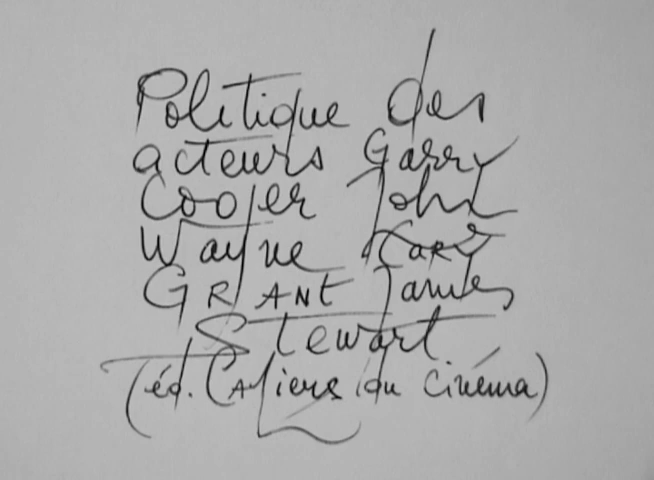 Politique des
acteurs Garry
Cooper John
Wayne Cary
GRANT James
Stewart
(éd. Cahiers du cinéma)